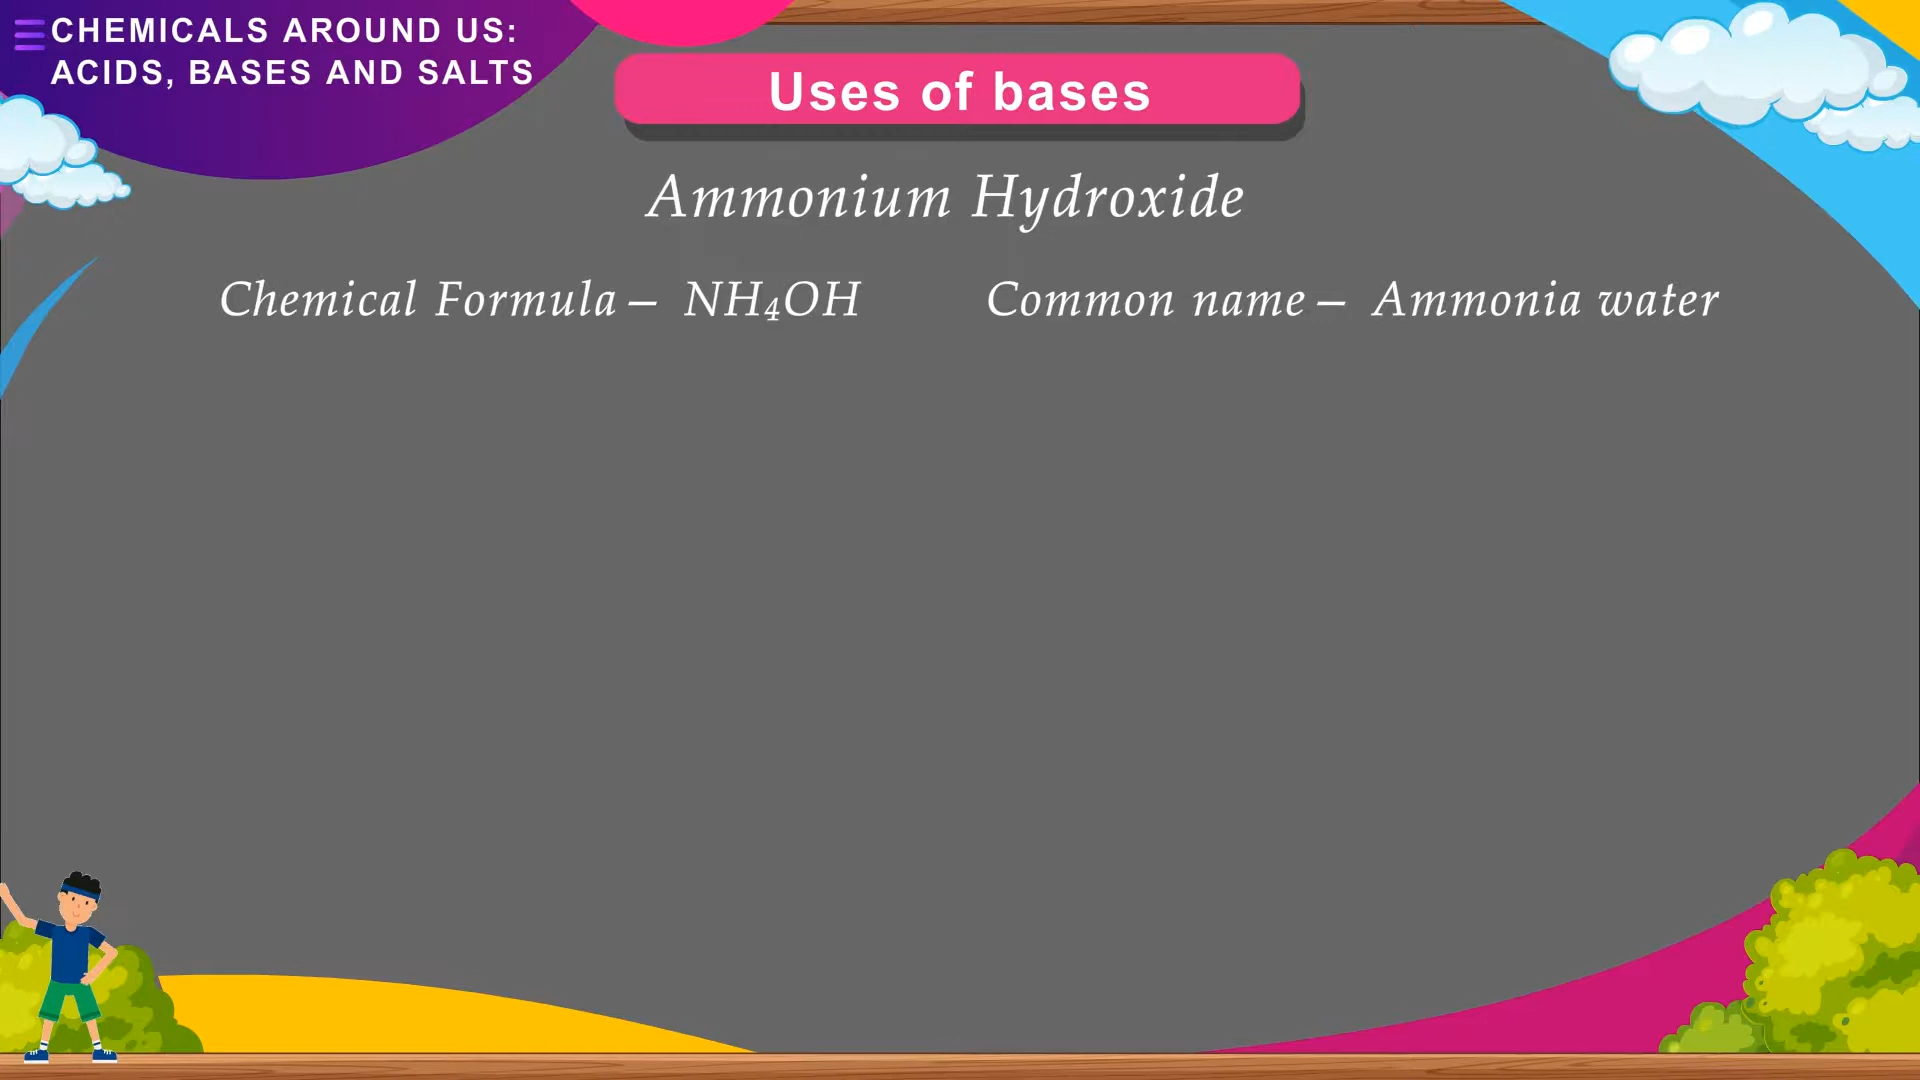 CHEMICALS AROUND US:
ACIDS, BASES AND SALTS
Uses of bases
Ammonium Hydroxide
Chemical Formula – NH₄OH
Common name – Ammonia water